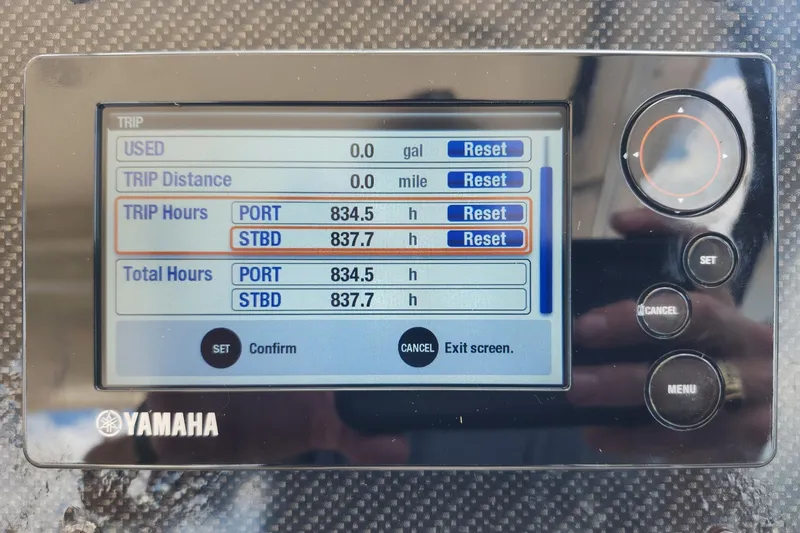 TRIP
USED 0.0 gal Reset
TRIP Distance 0.0 mile Reset
TRIP Hours PORT 834.5 h Reset
STBD 837.7 h Reset
Total Hours PORT 834.5 h
STBD 837.7 h
SET Confirm CANCEL Exit screen.
YAMAHA
SET
CANCEL
MENU